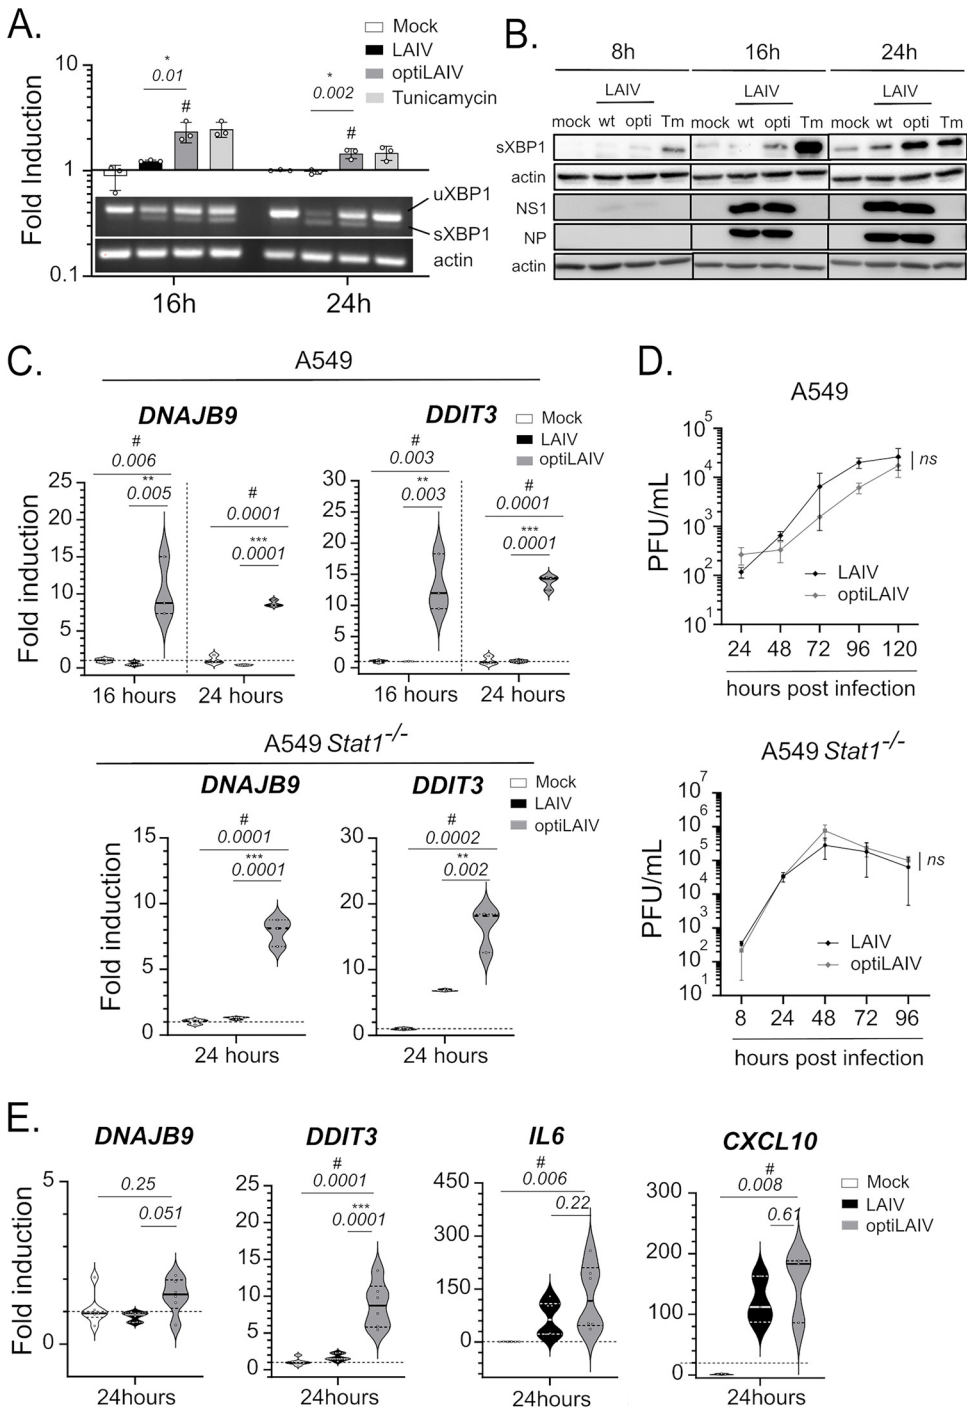 A.
Mock
LAIV
optiLAIV
Tunicamycin
Fold Induction
10
1
0.1
*
0.01
#
*
0.002
#
uXBP1
sXBP1
actin
16h
24h
B.
8h
16h
24h
LAIV
LAIV
LAIV
mock wt opti Tm mock wt opti Tm mock wt opti Tm
sXBP1
actin
NS1
NP
actin
C.
A549
DNAJB9
DDIT3
Mock
LAIV
optiLAIV
Fold induction
25
20
15
10
5
0
#
0.006
**
0.005
#
0.0001
***
0.0001
16 hours
24 hours
30
25
20
15
10
5
0
#
0.003
**
0.003
#
0.0001
***
0.0001
16 hours
24 hours
A549 Stat1-/-
DNAJB9
DDIT3
Mock
LAIV
optiLAIV
Fold induction
15
10
5
0
#
0.0001
***
0.0001
24 hours
30
20
10
0
#
0.0002
**
0.002
24 hours
D.
A549
PFU/mL
10^5
10^4
10^3
10^2
10^1
ns
LAIV
optiLAIV
24 48 72 96 120
hours post infection
A549 Stat1-/-
PFU/mL
10^7
10^6
10^5
10^4
10^3
10^2
10^1
ns
LAIV
optiLAIV
8 24 48 72 96
hours post infection
E.
DNAJB9
Fold induction
5
0
0.25
0.051
24hours
DDIT3
25
20
15
10
5
0
#
0.0001
***
0.0001
24hours
IL6
450
300
150
0
#
0.006
0.22
24hours
CXCL10
300
200
100
0
#
0.008
0.61
24hours
Mock
LAIV
optiLAIV